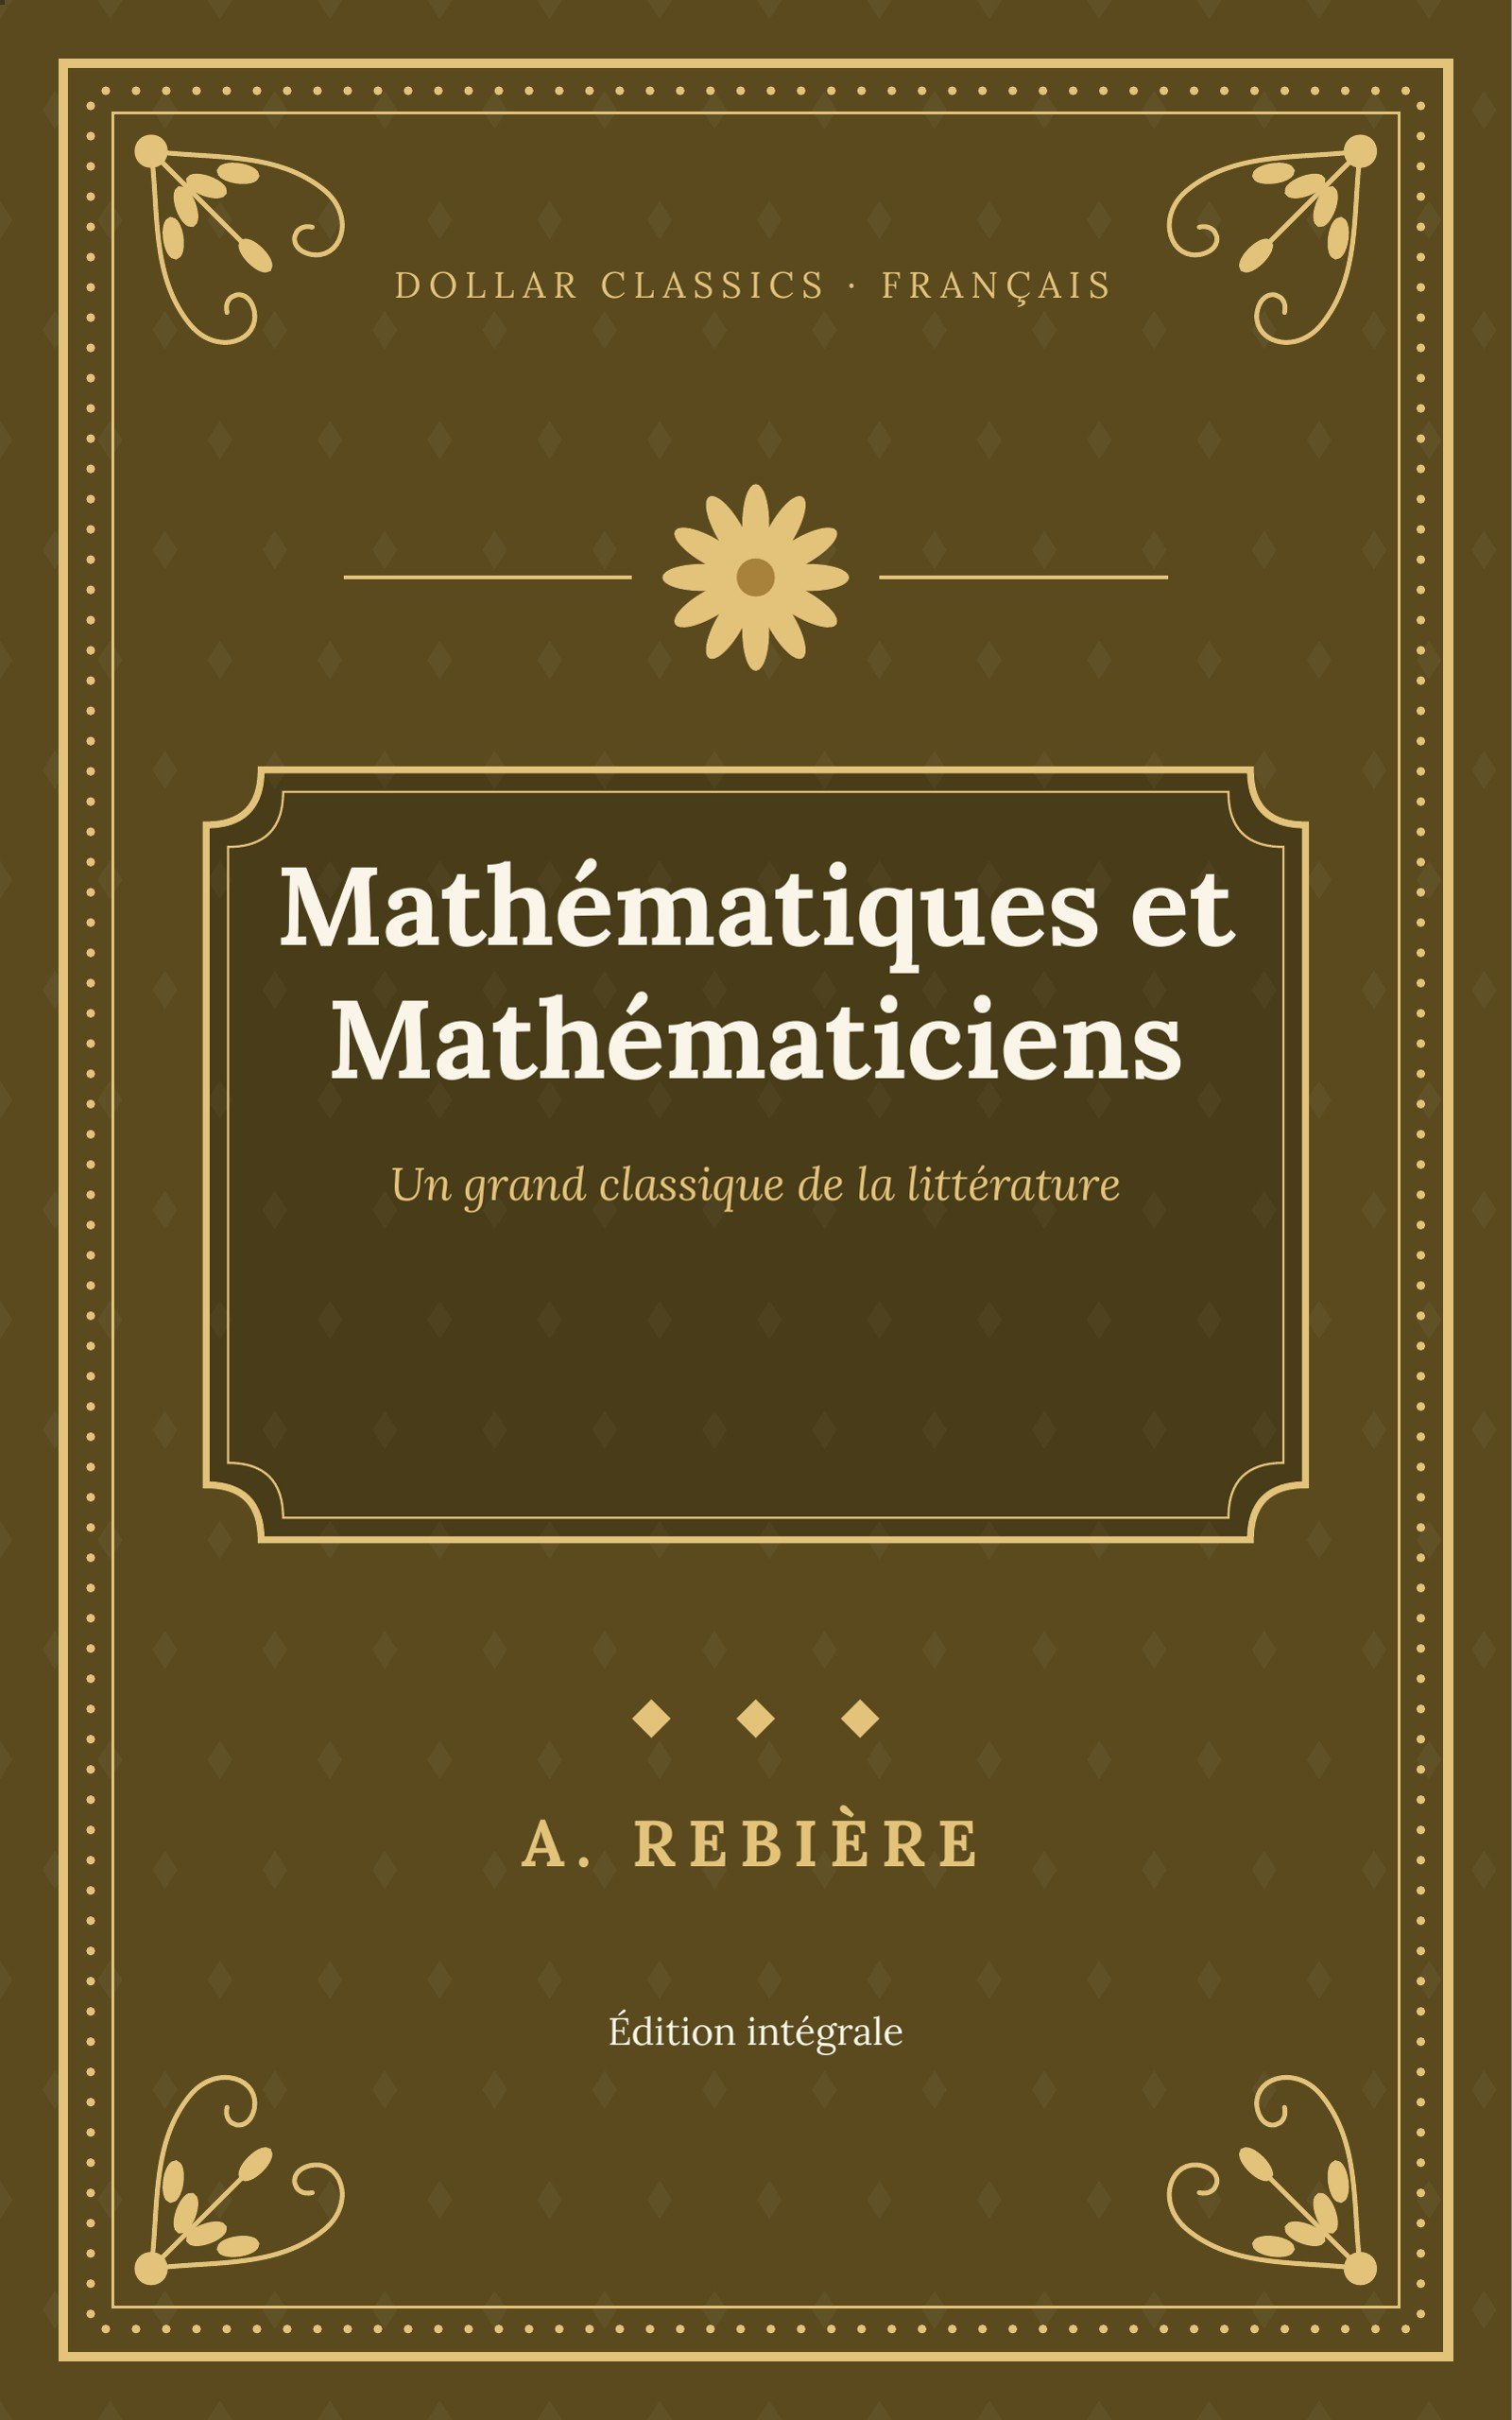 DOLLAR CLASSICS · FRANÇAIS
Mathématiques et
Mathématiciens
Un grand classique de la littérature
A. REBIÈRE
Édition intégrale